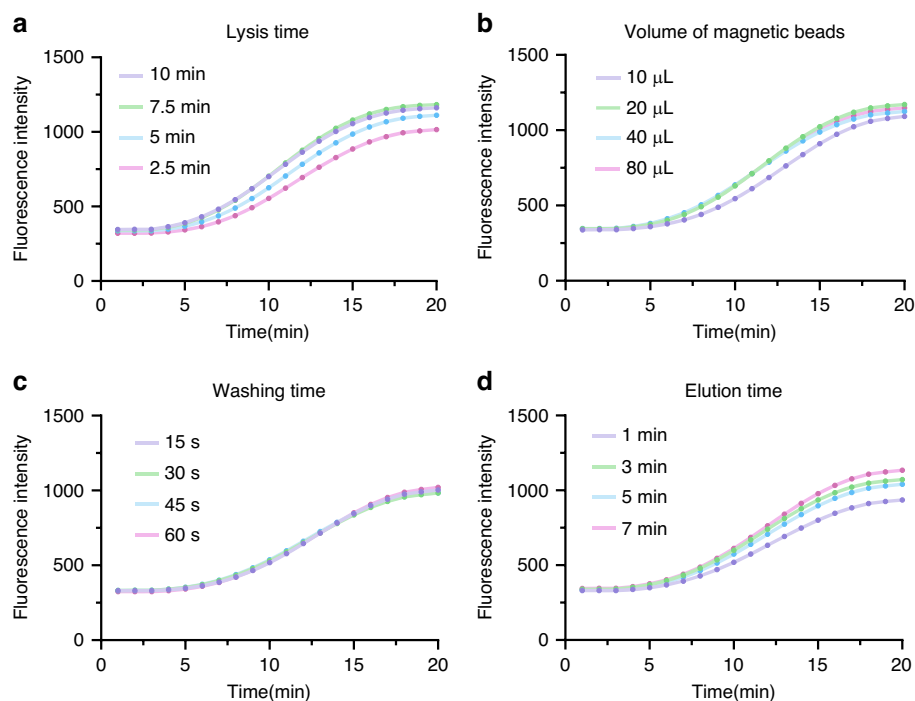 a
Lysis time
Fluorescence intensity
1500
1000
500
0
10 min
7.5 min
5 min
2.5 min
0 5 10 15 20
Time(min)
b
Volume of magnetic beads
Fluorescence intensity
1500
1000
500
0
10 μL
20 μL
40 μL
80 μL
0 5 10 15 20
Time(min)
c
Washing time
Fluorescence intensity
1500
1000
500
0
15 s
30 s
45 s
60 s
0 5 10 15 20
Time(min)
d
Elution time
Fluorescence intensity
1500
1000
500
0
1 min
3 min
5 min
7 min
0 5 10 15 20
Time(min)